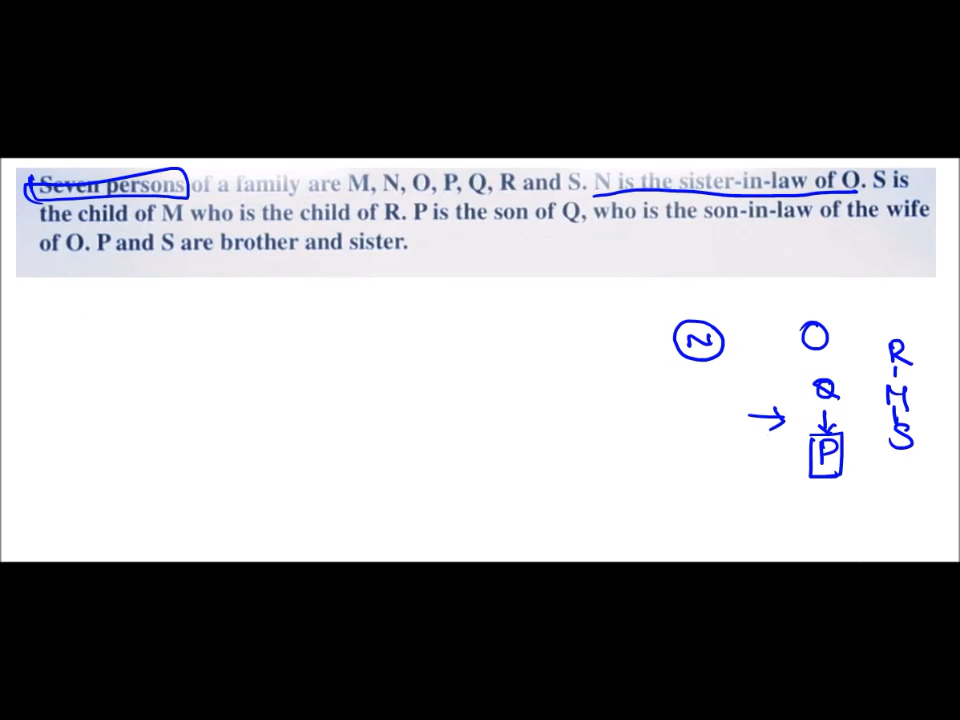 Seven persons of a family are M, N, O, P, Q, R and S. N is the sister-in-law of O. S is
the child of M who is the child of R. P is the son of Q, who is the son-in-law of the wife
of O. P and S are brother and sister.
N O R
Q M
P S